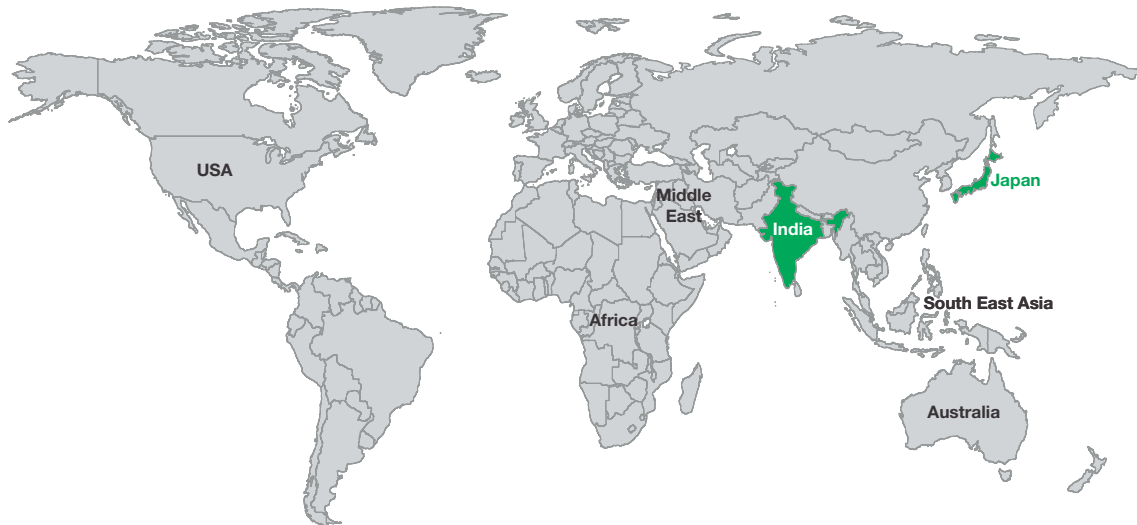 USA
Middle
East
Japan
India
South East Asia
Africa
Australia